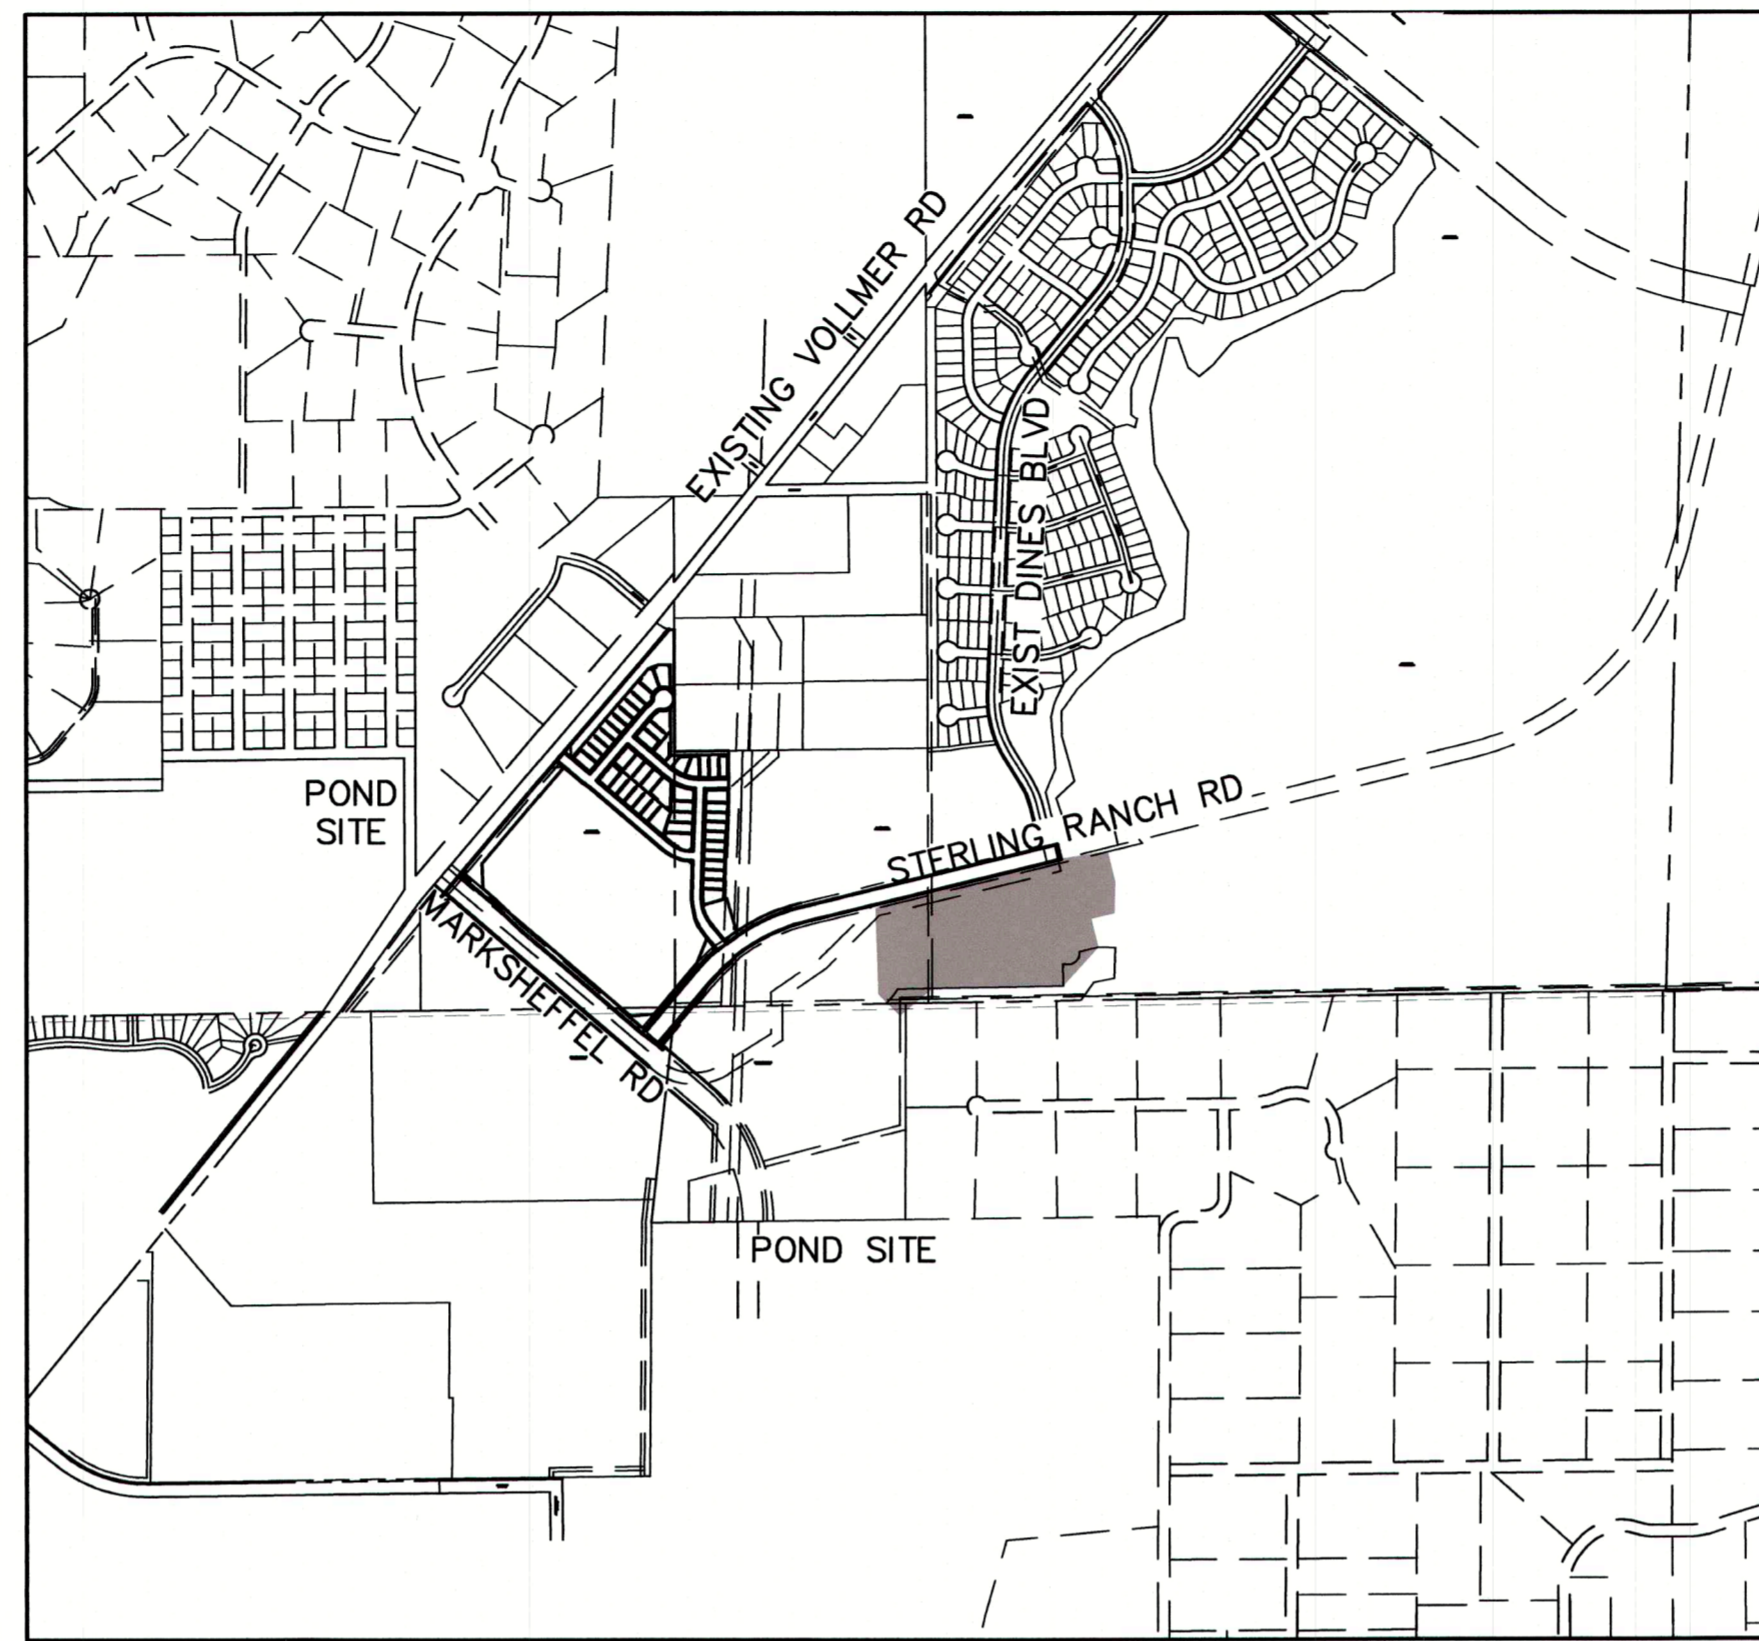 EXISTING VOLLMER RD
EXIST DINES BLVD
POND
SITE
STERLING RANCH RD
MARKSHEFFEL RD
POND SITE